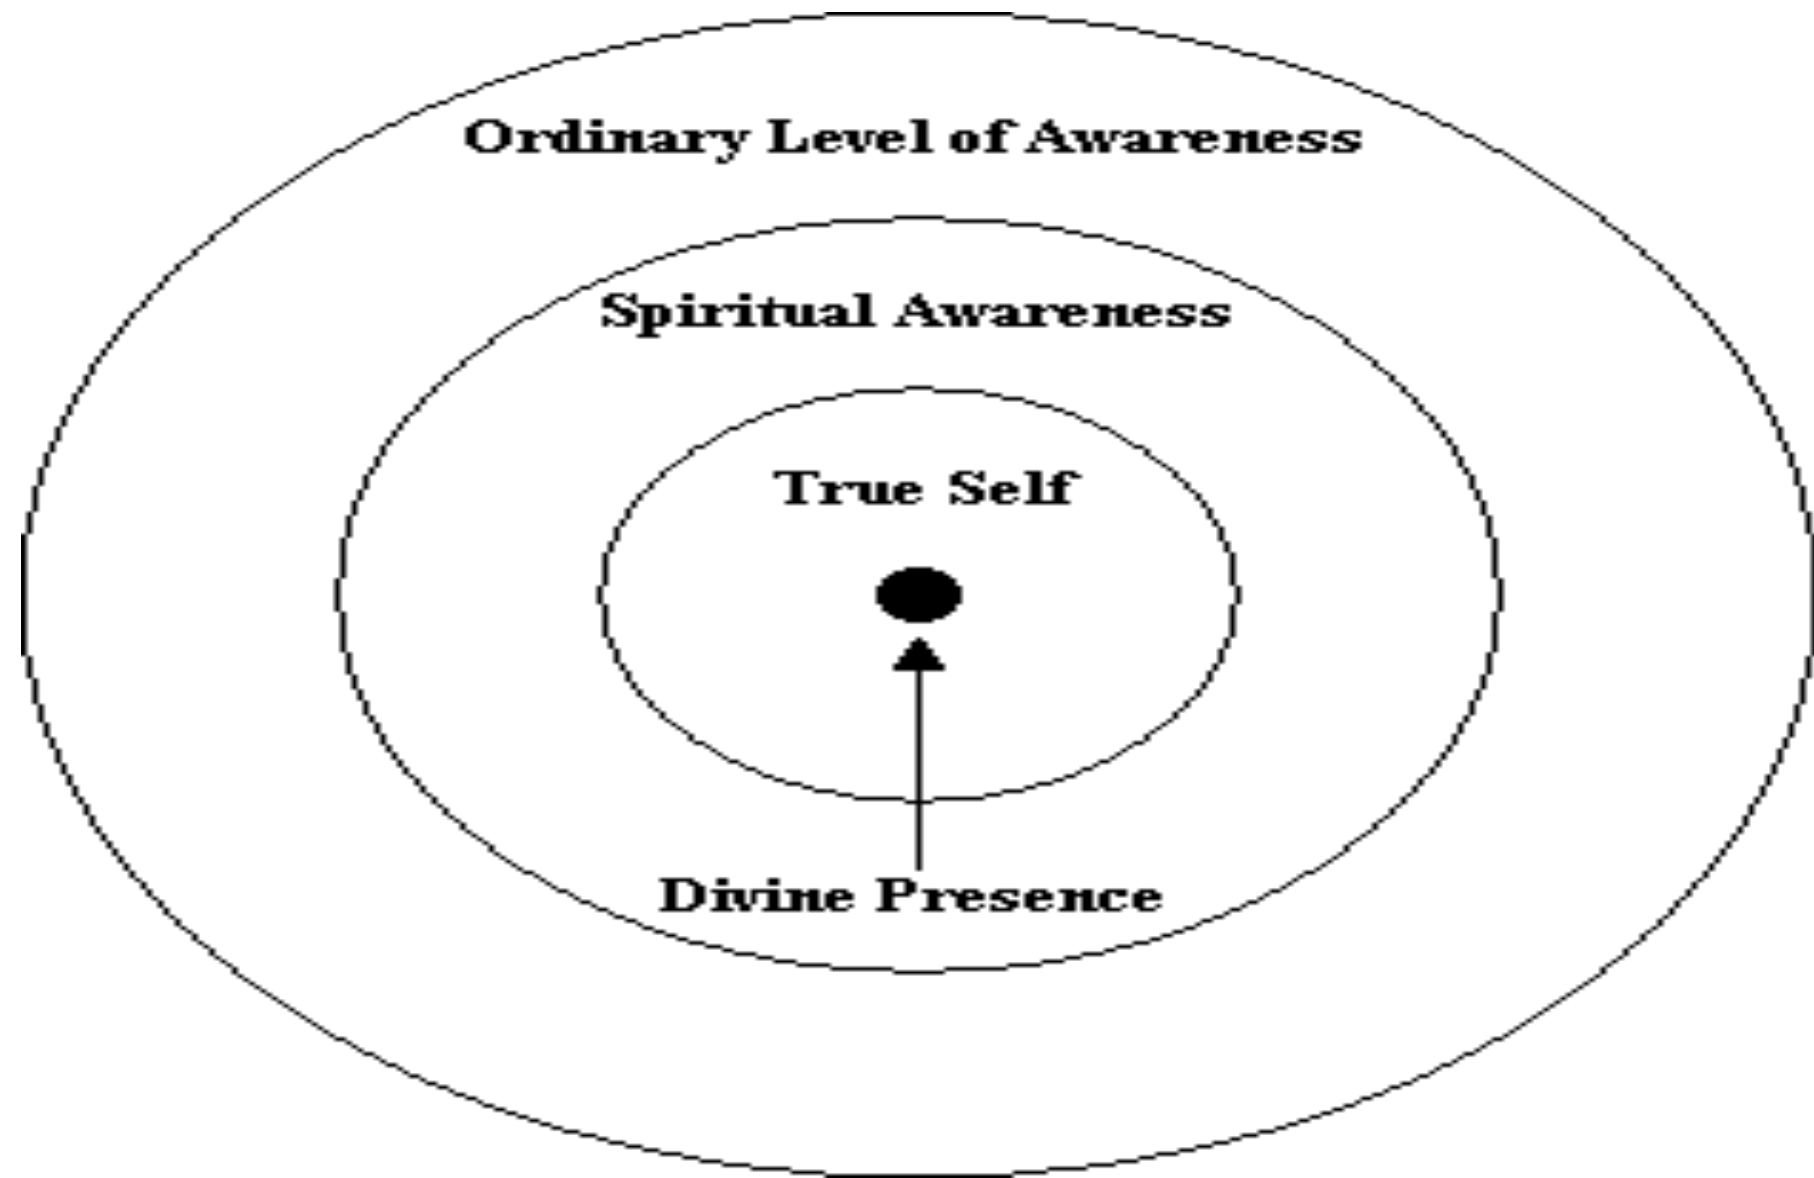 Ordinary Level of Awareness
Spiritual Awareness
True Self
Divine Presence